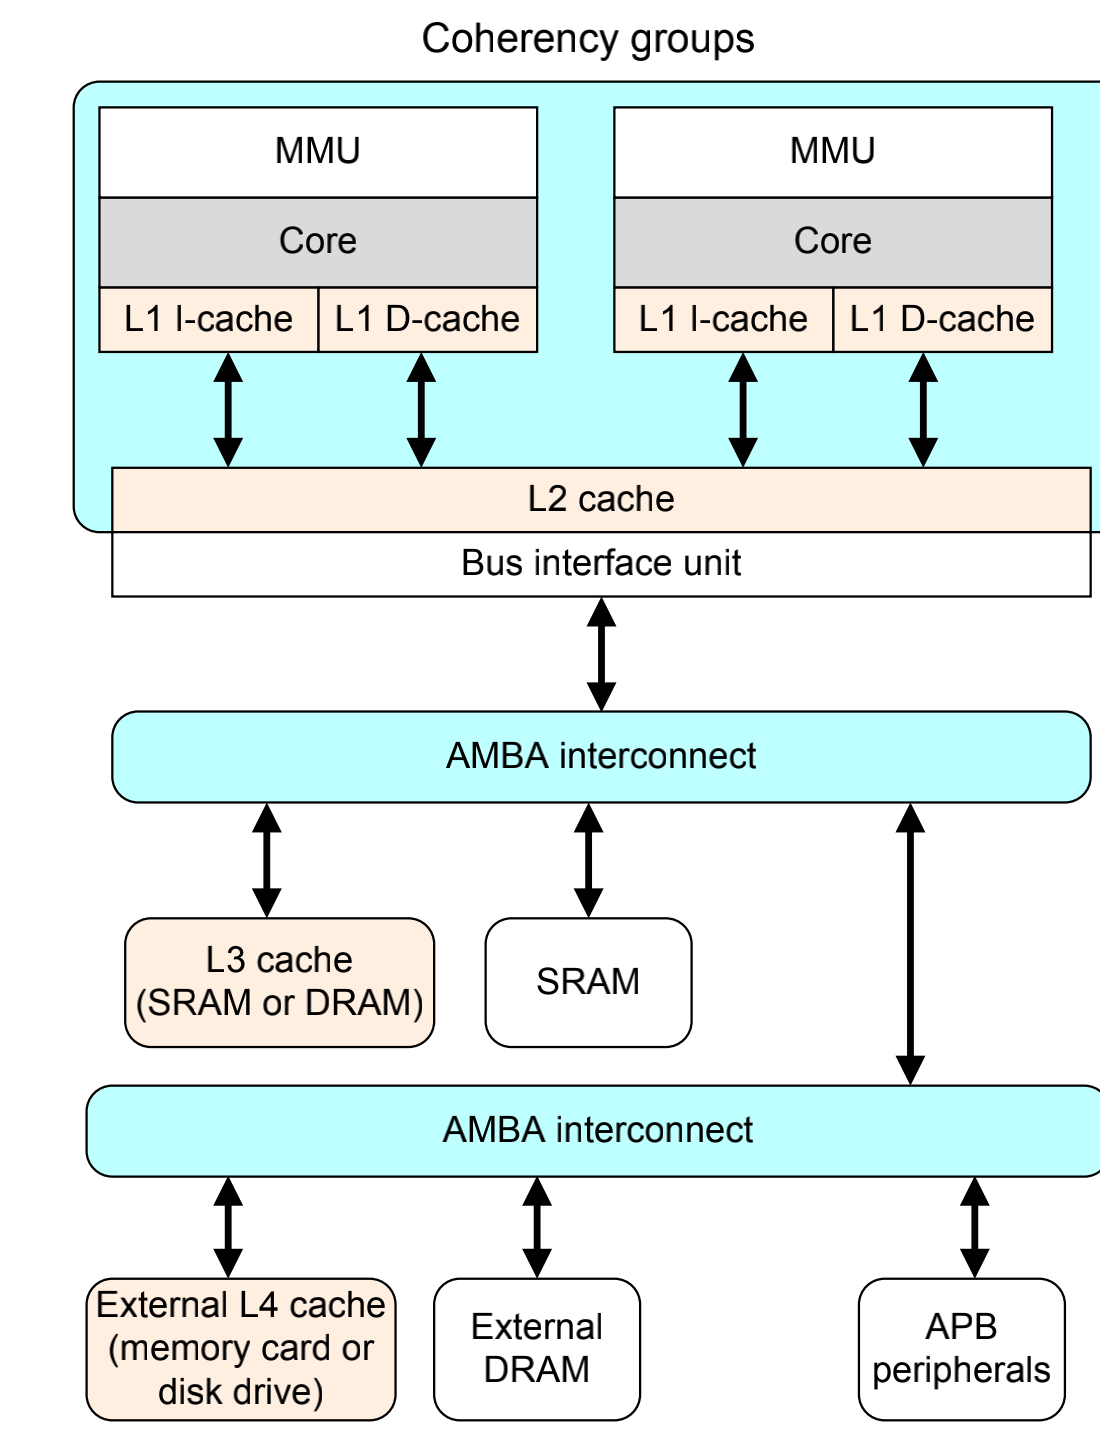 Coherency groups
MMU
MMU
Core
Core
L1 I-cache
L1 D-cache
L1 I-cache
L1 D-cache
L2 cache
Bus interface unit
AMBA interconnect
L3 cache
(SRAM or DRAM)
SRAM
AMBA interconnect
External L4 cache
(memory card or
disk drive)
External
DRAM
APB
peripherals